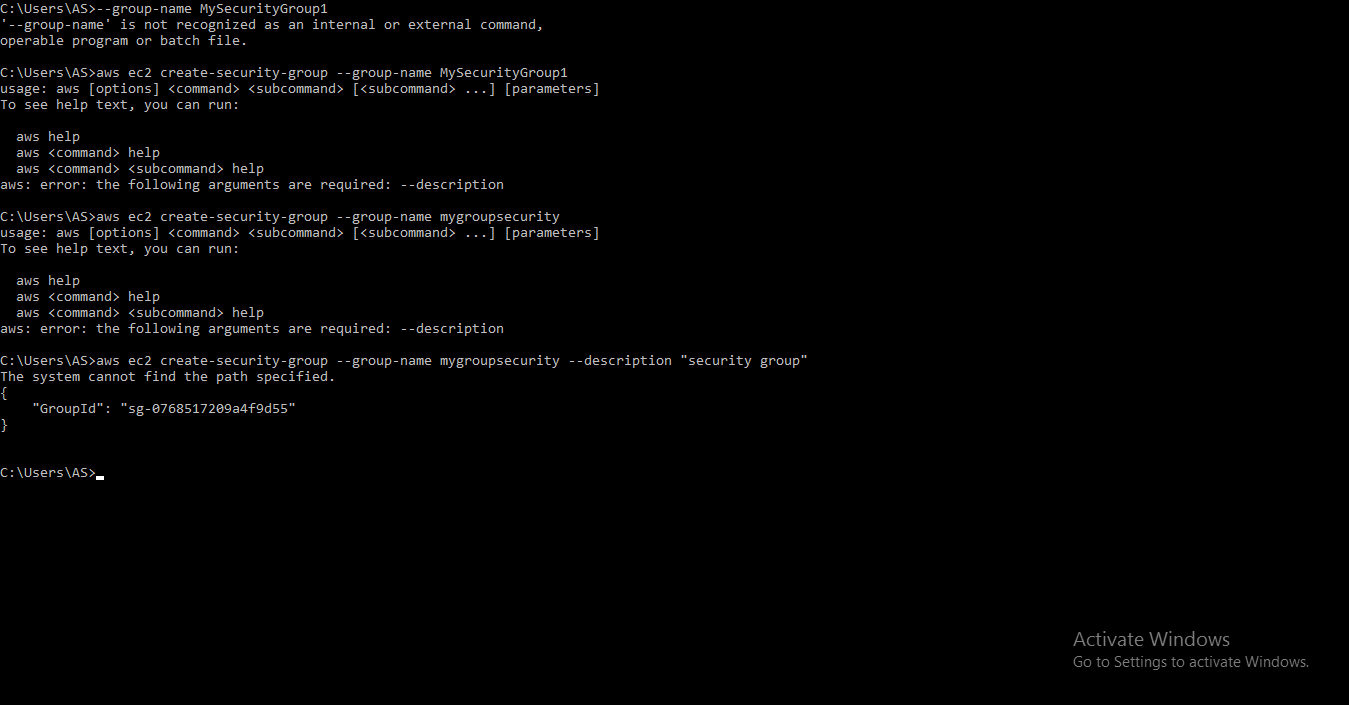 C:\Users\AS>--group-name MySecurityGroup1
'--group-name' is not recognized as an internal or external command,
operable program or batch file.
C:\Users\AS>aws ec2 create-security-group --group-name MySecurityGroup1
usage: aws [options] <command> <subcommand> [<subcommand> ...] [parameters]
To see help text, you can run:
  aws help
  aws <command> help
  aws <command> <subcommand> help
aws: error: the following arguments are required: --description
C:\Users\AS>aws ec2 create-security-group --group-name mygroupsecurity
usage: aws [options] <command> <subcommand> [<subcommand> ...] [parameters]
To see help text, you can run:
  aws help
  aws <command> help
  aws <command> <subcommand> help
aws: error: the following arguments are required: --description
C:\Users\AS>aws ec2 create-security-group --group-name mygroupsecurity --description "security group"
The system cannot find the path specified.
{
    "GroupId": "sg-0768517209a4f9d55"
}
C:\Users\AS>
Activate Windows
Go to Settings to activate Windows.